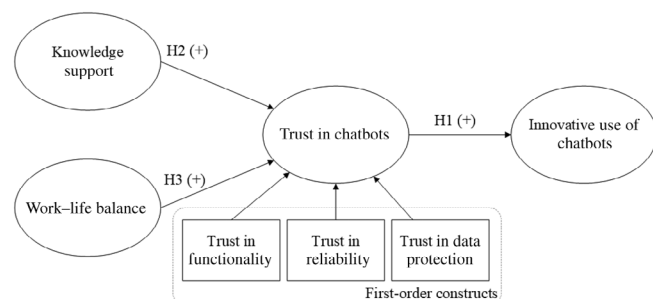 Knowledge
support
H2 (+)
Trust in chatbots
H1 (+)
Innovative use of
chatbots
H3 (+)
Work–life balance
Trust in
functionality
Trust in
reliability
Trust in data
protection
First-order constructs